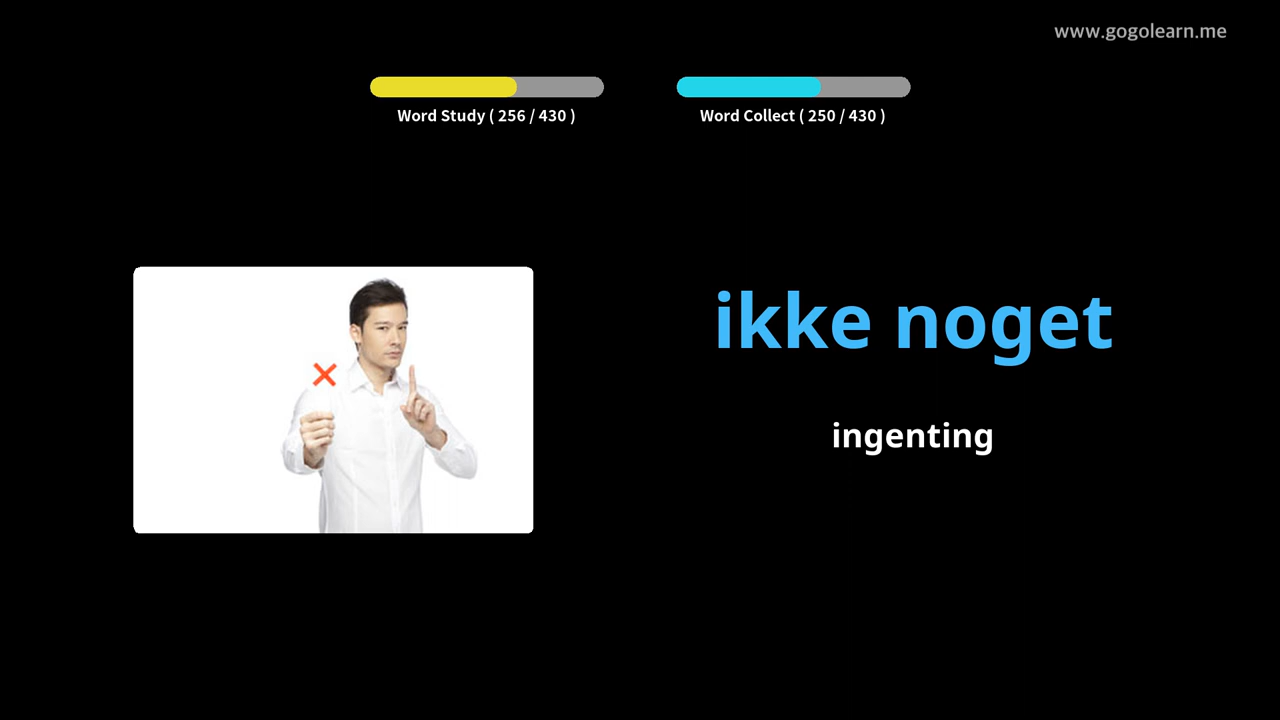 www.gogolearn.me
Word Study ( 256 / 430 )
Word Collect ( 250 / 430 )
ikke noget
ingenting